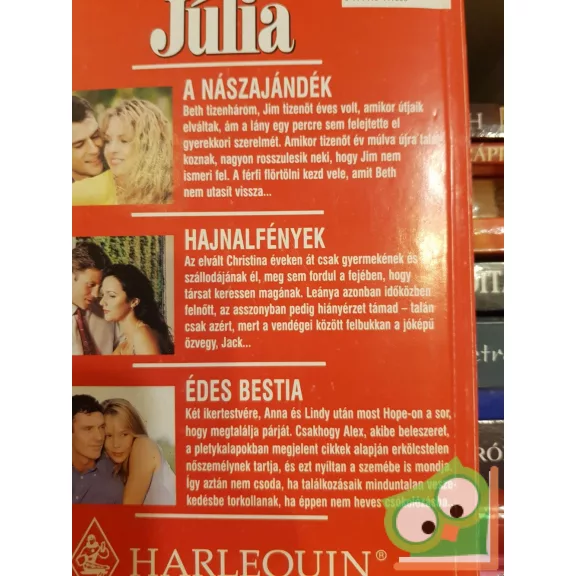 Júlia
A NÁSZAJÁNDÉK
Beth tizenhárom, Jim tizenöt éves volt, amikor útjaik
elváltak, ám a lány egy percre sem felejtette el
gyerekkori szerelmét. Amikor tizenöt év múlva újra talál-
koznak, nagyon rosszulesik neki, hogy Jim nem
ismeri fel. A férfi flörtölni kezd vele, amit Beth
nem utasít vissza...
HAJNALFÉNYEK
Az elvált Christina éveken át csak gyermekének és
szállodájának él, meg sem fordul a fejében, hogy
társat keressen magának. Leánya azonban időközben
felnőtt, az asszonyban pedig hiányérzet támad – talán
csak azért, mert a vendégei között felbukkan a jóképű
özvegy, Jack...
ÉDES BESTIA
Két ikertestvére, Anna és Lindy után most Hope-on a sor,
hogy megtalálja párját. Csakhogy Alex, akibe beleszeret,
a pletykalapokban megjelent cikkek alapján erkölcstelen
nőszemélynek tartja, és ezt nyíltan a szemébe is mondja.
Így aztán nem csoda, ha találkozásaik minduntalan vesze-
kedésbe torkollanak, ha éppen nem heves csókolózásba.
HARLEQUIN®